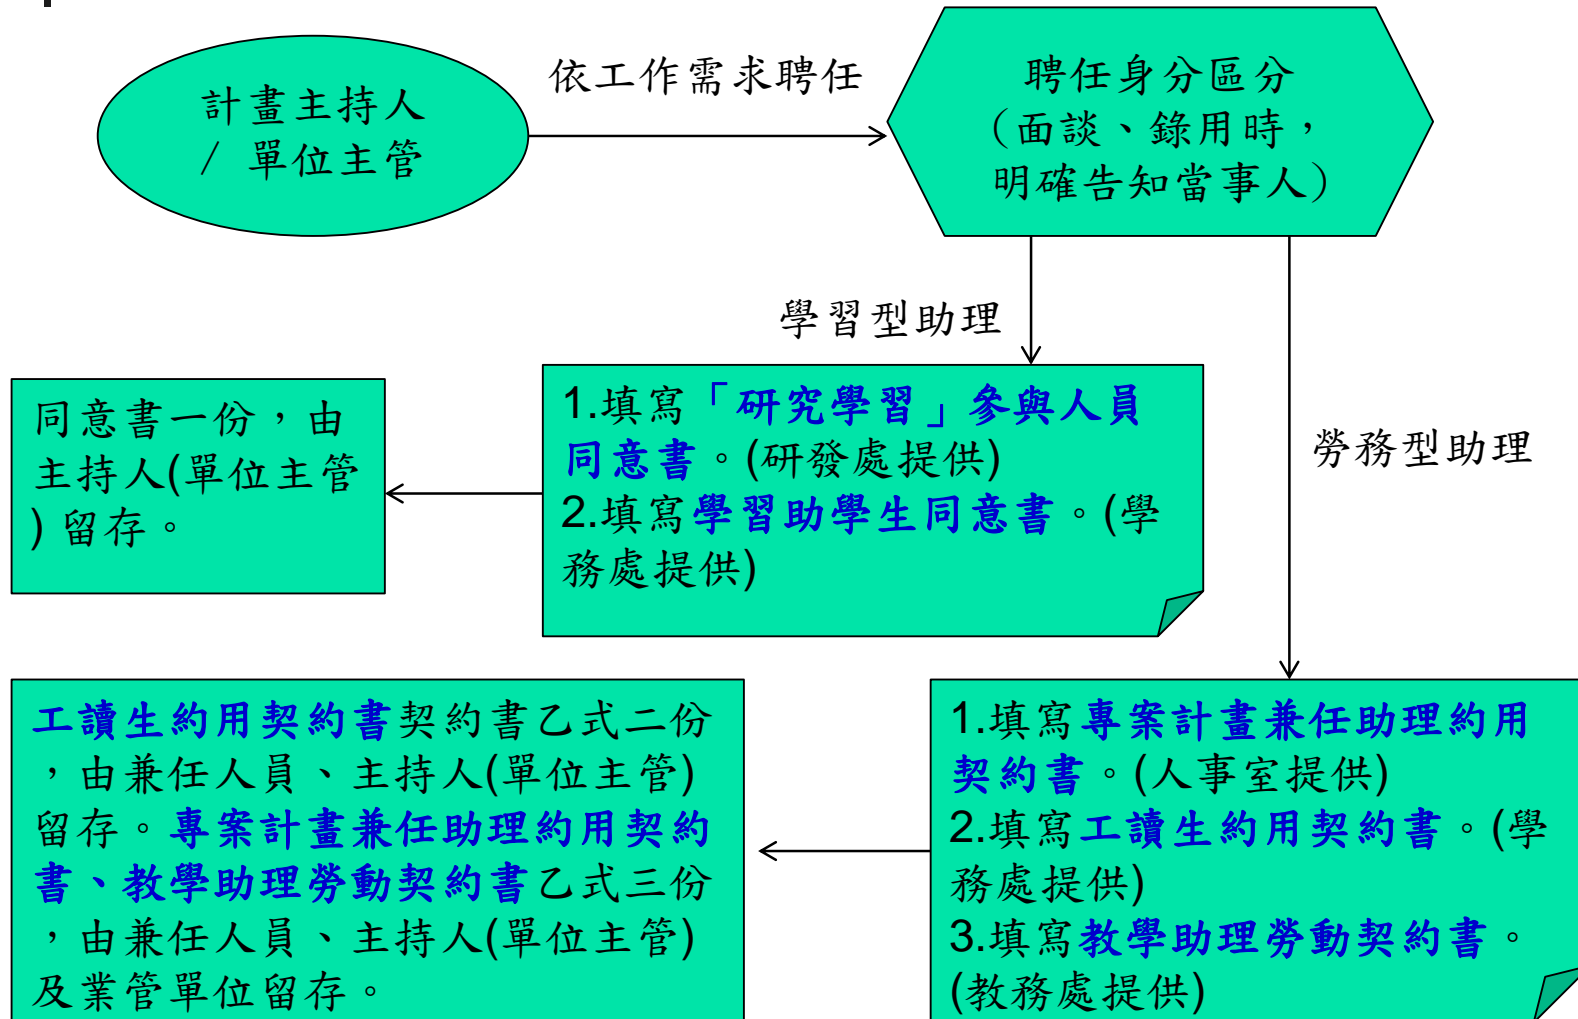 計畫主持人
/ 單位主管
依工作需求聘任
聘任身分區分
（面談、錄用時，
明確告知當事人）
學習型助理
1.填寫「研究學習」參與人員
同意書。(研發處提供)
2.填寫學習助學生同意書。(學
務處提供)
同意書一份，由
主持人(單位主管
) 留存。
勞務型助理
1.填寫專案計畫兼任助理約用
契約書。(人事室提供)
2.填寫工讀生約用契約書。(學
務處提供)
3.填寫教學助理勞動契約書。
(教務處提供)
工讀生約用契約書契約書乙式二份
，由兼任人員、主持人(單位主管)
留存。專案計畫兼任助理約用契約
書、教學助理勞動契約書乙式三份
，由兼任人員、主持人(單位主管)
及業管單位留存。